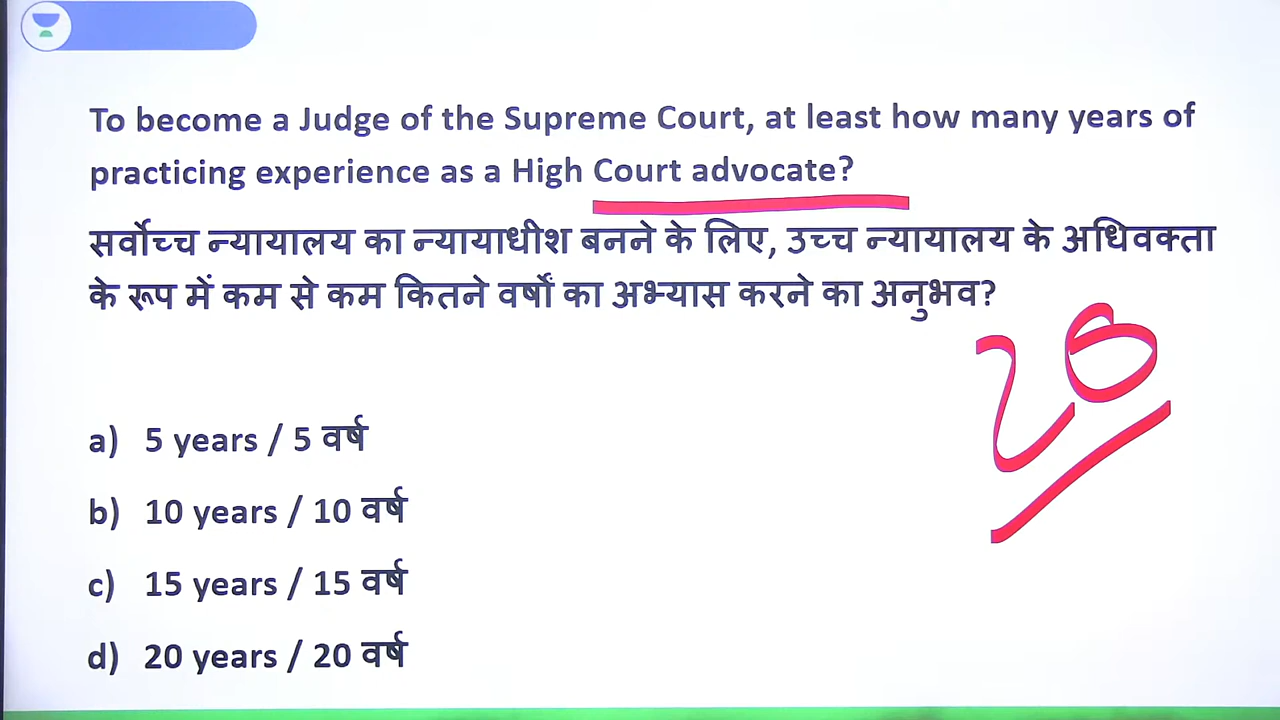 To become a Judge of the Supreme Court, at least how many years of
practicing experience as a High Court advocate?
सर्वोच्च न्यायालय का न्यायाधीश बनने के लिए, उच्च न्यायालय के अधिवक्ता
के रूप में कम से कम कितने वर्षों का अभ्यास करने का अनुभव?
a) 5 years / 5 वर्ष
b) 10 years / 10 वर्ष
c) 15 years / 15 वर्ष
d) 20 years / 20 वर्ष